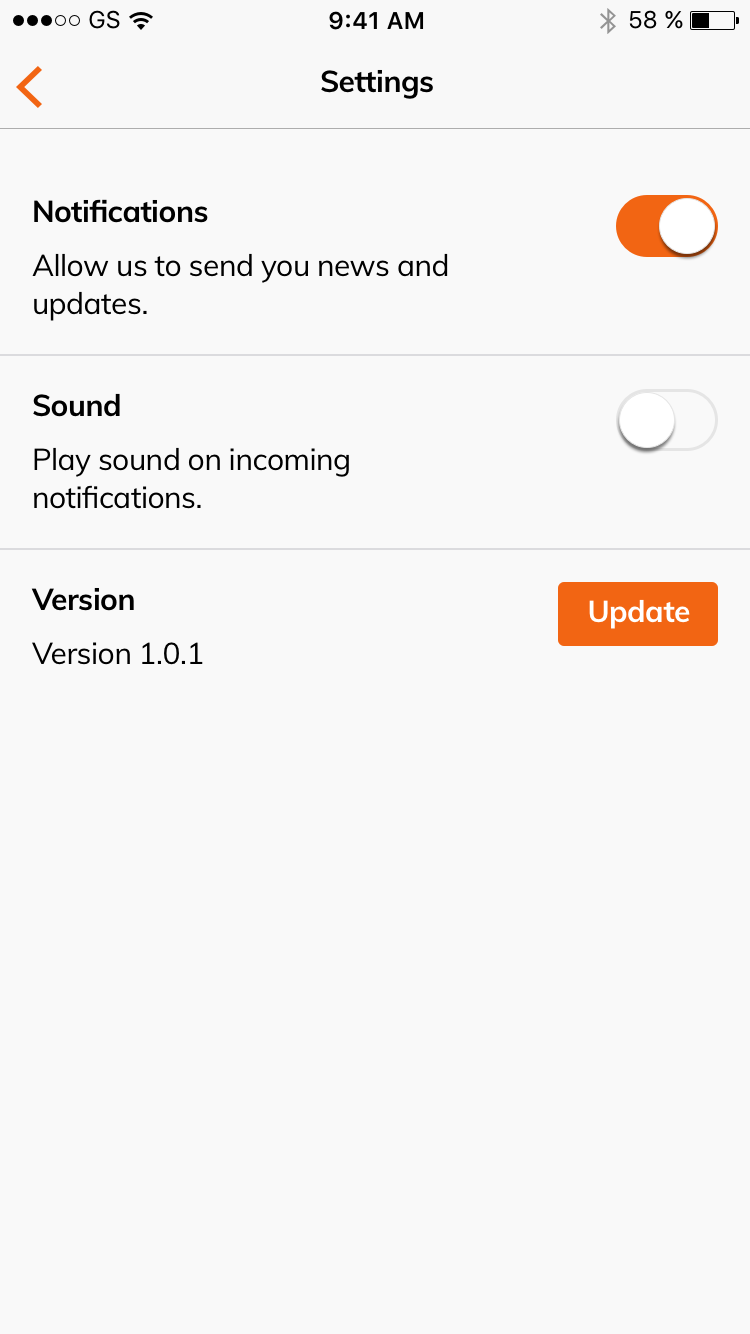 GS 9:41 AM 58 %
Settings
Notifications
Allow us to send you news and
updates.
Sound
Play sound on incoming
notifications.
Version
Update
Version 1.0.1